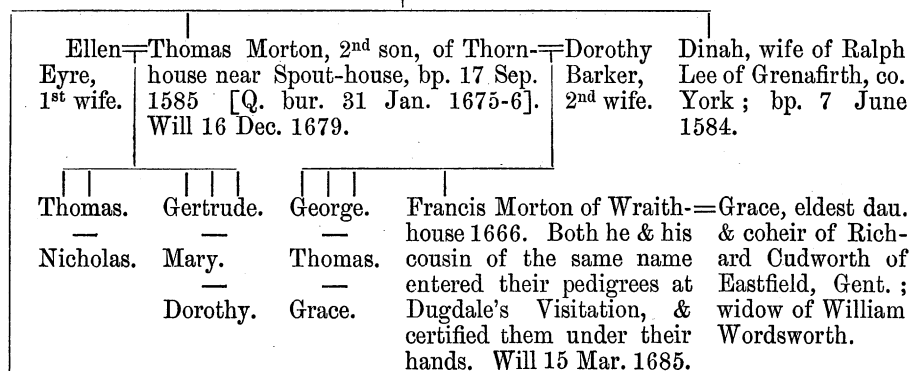 Ellen=Thomas Morton, 2nd son, of Thorn-=Dorothy Dinah, wife of Ralph
Eyre, house near Spout-house, bp. 17 Sep. Barker, Lee of Grenafirth, co.
1st wife. 1585 [Q. bur. 31 Jan. 1675-6]. 2nd wife. York ; bp. 7 June
Will 16 Dec. 1679. 1584.
Thomas. Gertrude. George. Francis Morton of Wraith-=Grace, eldest dau.
— — — house 1666. Both he & his & coheir of Rich-
Nicholas. Mary. Thomas. cousin of the same name ard Cudworth of
— — entered their pedigrees at Eastfield, Gent. ;
Dorothy. Grace. Dugdale's Visitation, & widow of William
certified them under their Wordsworth.
hands. Will 15 Mar. 1685.